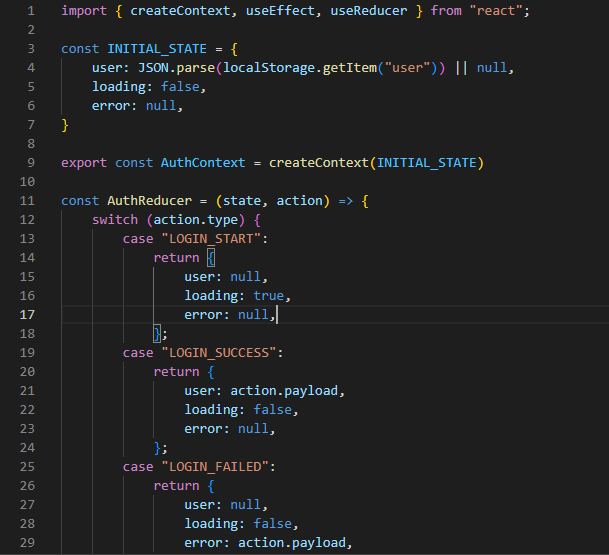 1 import { createContext, useEffect, useReducer } from "react";
2
3 const INITIAL_STATE = {
4     user: JSON.parse(localStorage.getItem("user")) || null,
5     loading: false,
6     error: null,
7 }
8
9 export const AuthContext = createContext(INITIAL_STATE)
10
11 const AuthReducer = (state, action) => {
12     switch (action.type) {
13         case "LOGIN_START":
14             return {
15                 user: null,
16                 loading: true,
17                 error: null,
18             };
19         case "LOGIN_SUCCESS":
20             return {
21                 user: action.payload,
22                 loading: false,
23                 error: null,
24             };
25         case "LOGIN_FAILED":
26             return {
27                 user: null,
28                 loading: false,
29                 error: action.payload,